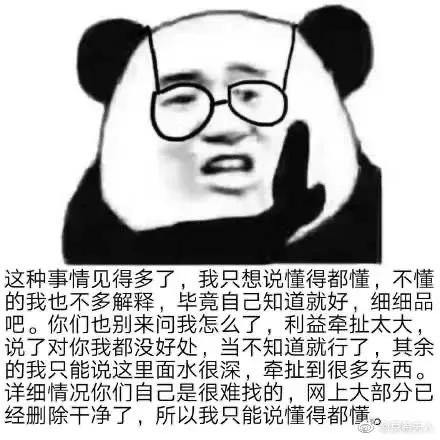 这种事情见得多了，我只想说懂得都懂，不懂
的我也不多解释，毕竟自己知道就好，细细品
吧。你们也别来问我怎么了，利益牵扯太大，
说了对你我都没好处，当不知道就行了，其余
的我只能说这里面水很深，牵扯到很多东西。
详细情况你们自己是很难找的，网上大部分已
经删除干净了，所以我只能说懂得都懂。